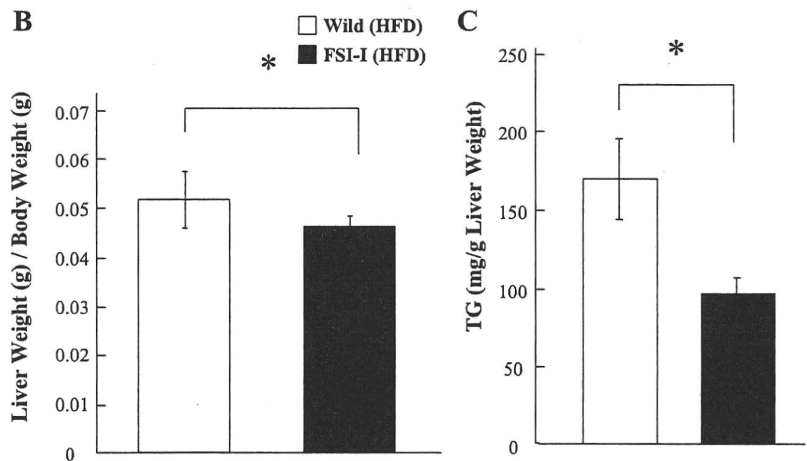 B
Wild (HFD)
FSI-I (HFD)
*
Liver Weight (g) / Body Weight (g)
0.07
0.06
0.05
0.04
0.03
0.02
0.01
0
C
*
TG (mg/g Liver Weight)
250
200
150
100
50
0